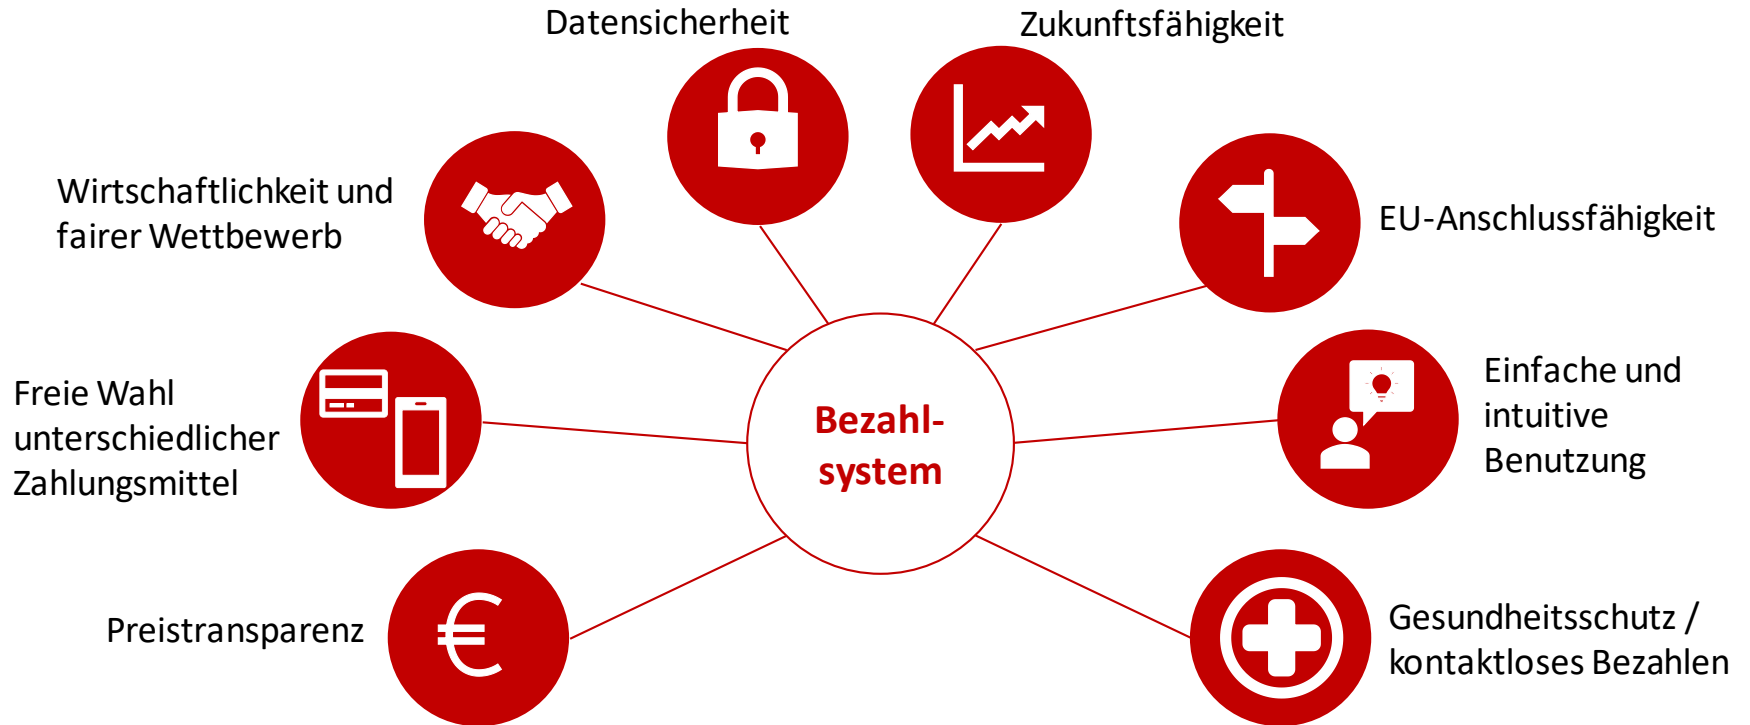 Datensicherheit
Zukunftsfähigkeit
Wirtschaftlichkeit und
fairer Wettbewerb
EU-Anschlussfähigkeit
Freie Wahl
unterschiedlicher
Zahlungsmittel
Bezahl-
system
Einfache und
intuitive
Benutzung
Preistransparenz
€
Gesundheitsschutz /
kontaktloses Bezahlen